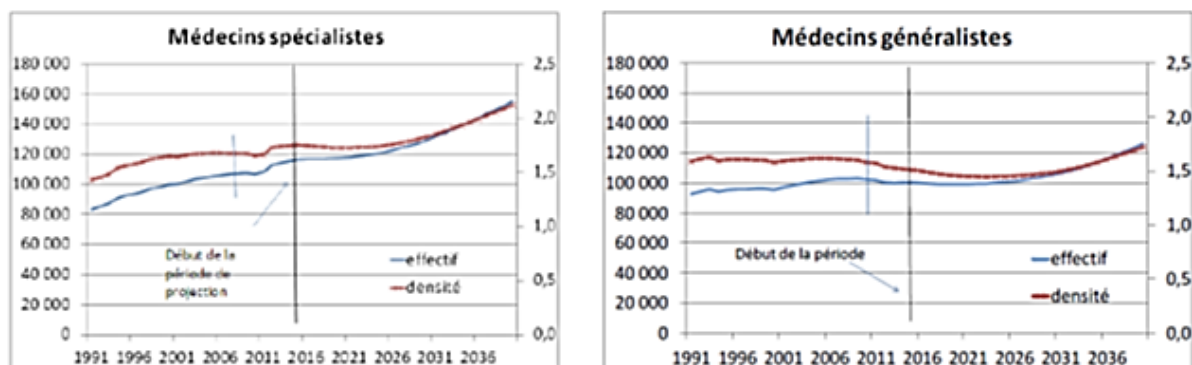 Médecins spécialistes
180 000
160 000
140 000
120 000
100 000
80 000
60 000
40 000
20 000
0
2,5
2,0
1,5
1,0
0,5
0,0
Début de la
période de
projection
effectif
densité
1991 1996 2001 2006 2011 2015 2021 2026 2031 2036
Médecins généralistes
180 000
160 000
140 000
120 000
100 000
80 000
60 000
40 000
20 000
0
2,5
2,0
1,5
1,0
0,5
0,0
Début de la période
effectif
densité
1991 1996 2001 2006 2011 2016 2021 2026 2031 2036